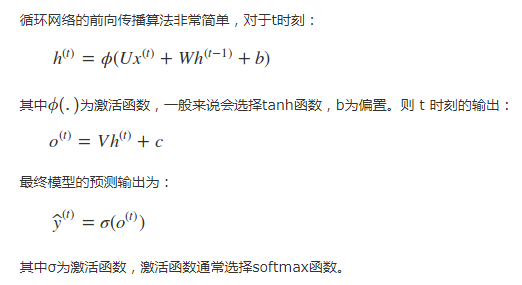 循环网络的前向传播算法非常简单，对于t时刻：
h^(t) = ϕ(Ux^(t) + Wh^(t−1) + b)
其中ϕ(.)为激活函数，一般来说会选择tanh函数，b为偏置。则 t 时刻的输出：
o^(t) = Vh^(t) + c
最终模型的预测输出为：
ŷ^(t) = σ(o^(t))
其中σ为激活函数，激活函数通常选择softmax函数。